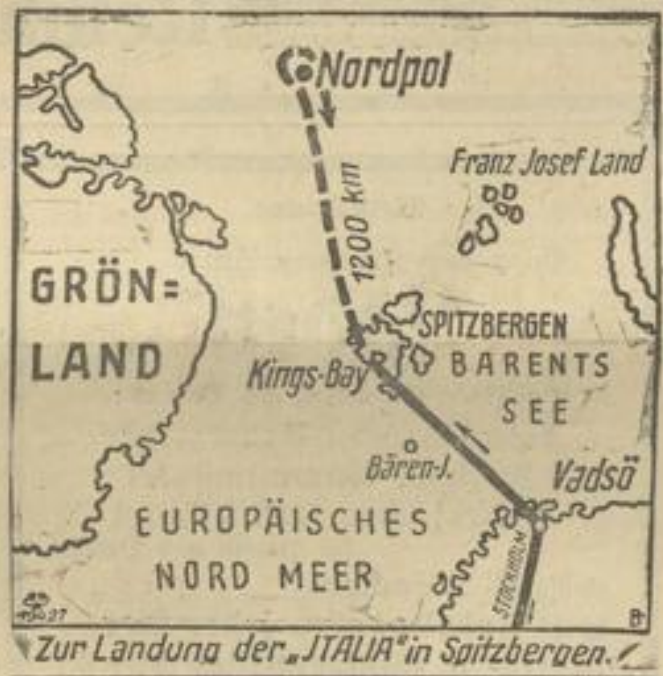 Nordpol
Franz Josef Land
1200 km
GRÖN=
LAND
SPITZBERGEN
Kings-Bay
BARENTS
SEE
Bären-J.
Vadsö
EUROPÄISCHES
NORD MEER
STOCKHOLM
Zur Landung der „JTALIA“ in Spitzbergen.